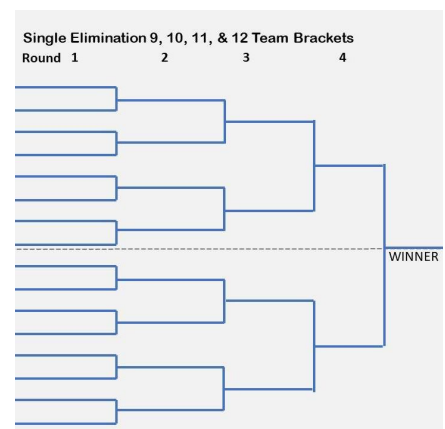 Single Elimination 9, 10, 11, & 12 Team Brackets
Round 1 2 3 4
WINNER